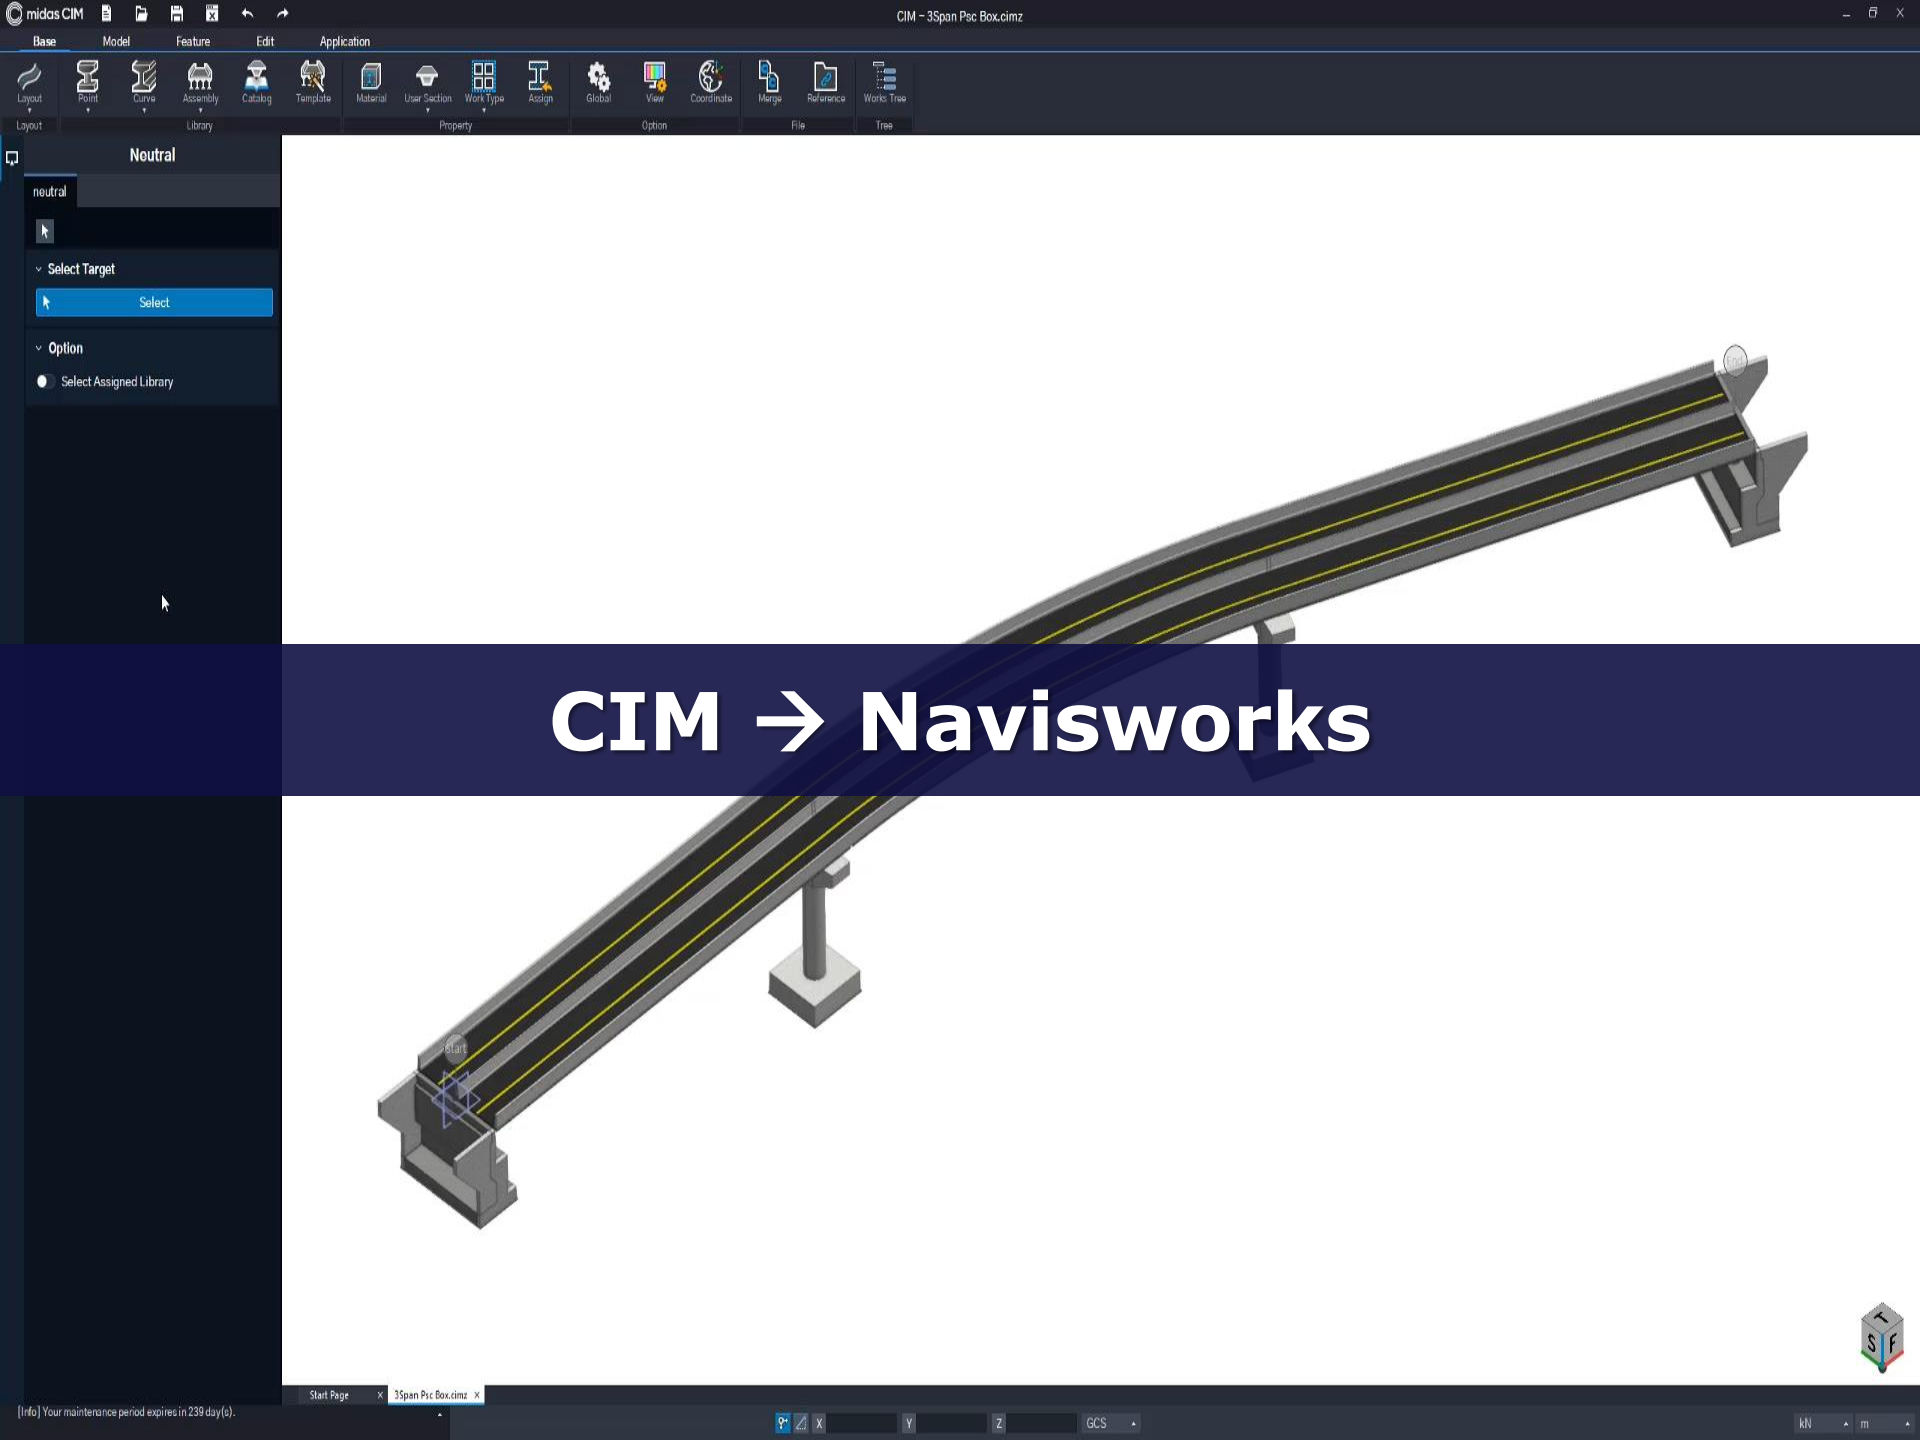 midas CIM
CIM - 3Span Psc Box.cimz
Base Model Feature Edit Application
Layout Point Curve Assembly Catalog Template Material User Section Work Type Assign Global View Coordinate Merge Reference Works Tree
Layout Library Property Option File Tree
Neutral
neutral
Select Target
Select
Option
Select Assigned Library
End
CIM → Navisworks
Start
T
S F
Start Page x 3Span Psc Box.cimz x
[Info] Your maintenance period expires in 239 day(s).
X Y Z GCS kN m